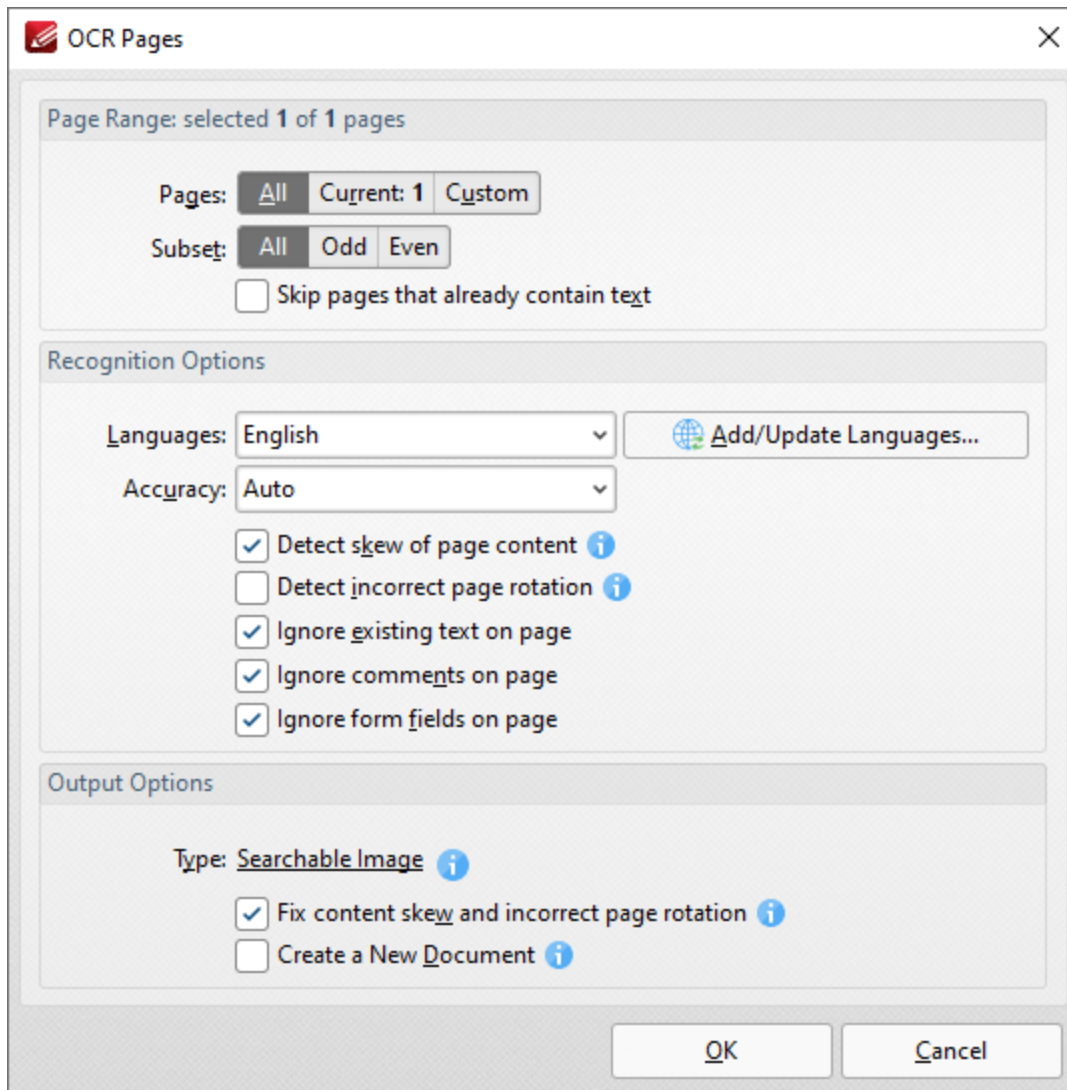 OCR Pages
Page Range: selected 1 of 1 pages
Pages: All Current: 1 Custom
Subset: All Odd Even
Skip pages that already contain text
Recognition Options
Languages: English Add/Update Languages...
Accuracy: Auto
Detect skew of page content
Detect incorrect page rotation
Ignore existing text on page
Ignore comments on page
Ignore form fields on page
Output Options
Type: Searchable Image
Fix content skew and incorrect page rotation
Create a New Document
OK Cancel